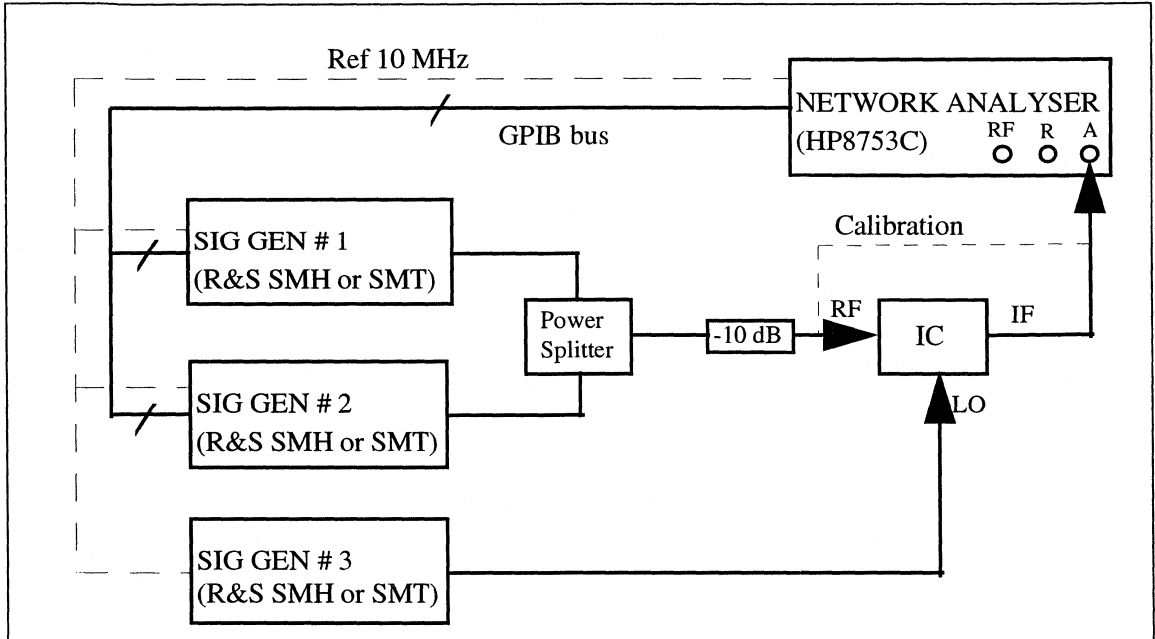 Ref 10 MHz
NETWORK ANALYSER
(HP8753C)
RF R A
GPIB bus
SIG GEN # 1
(R&S SMH or SMT)
Calibration
Power
Splitter
-10 dB
RF
IC
IF
SIG GEN # 2
(R&S SMH or SMT)
LO
SIG GEN # 3
(R&S SMH or SMT)